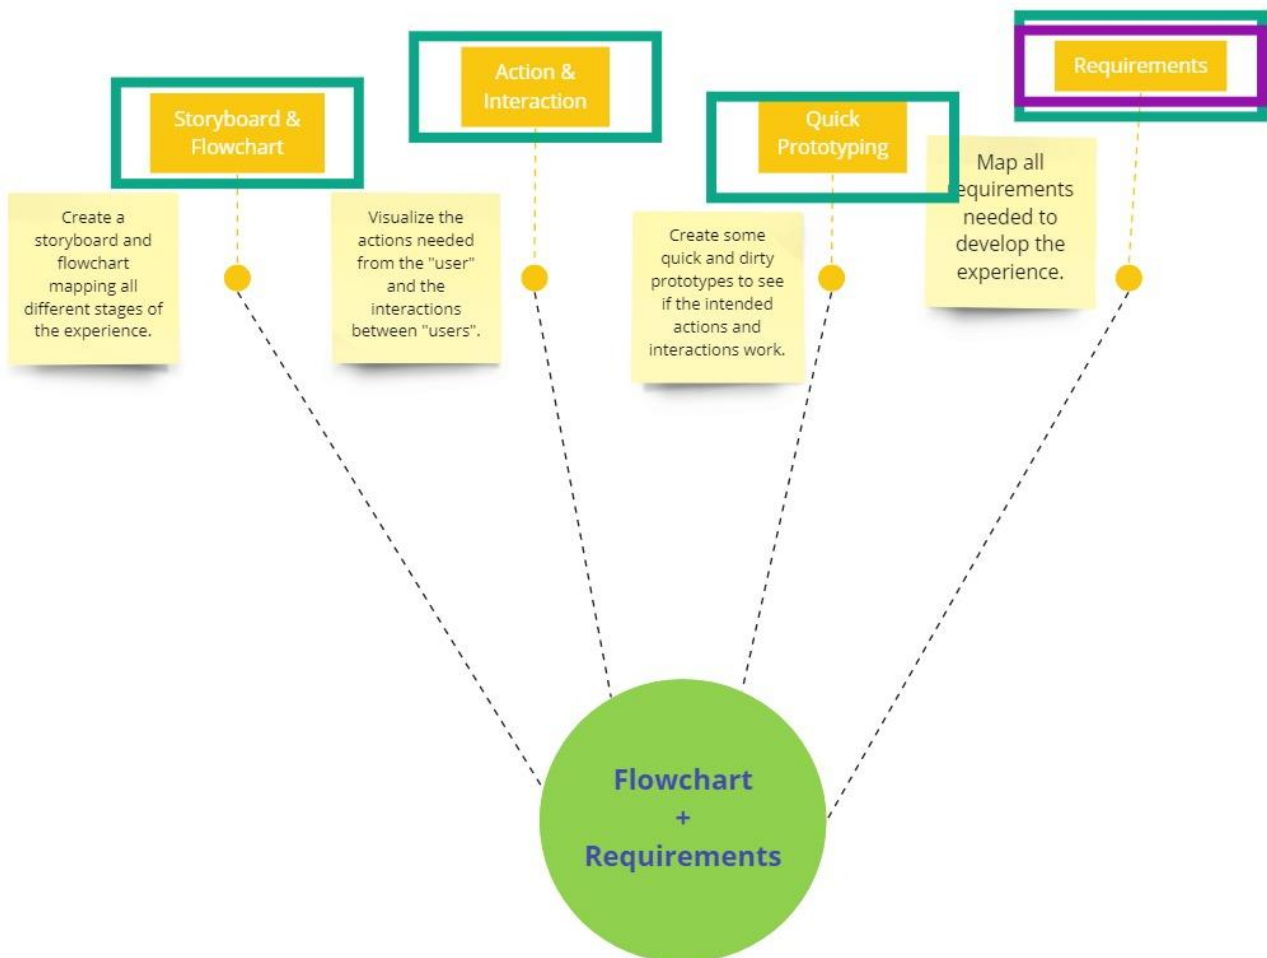 Storyboard &
Flowchart
Action &
Interaction
Quick
Prototyping
Requirements
Create a
storyboard and
flowchart
mapping all
different stages of
the experience.
Visualize the
actions needed
from the "user"
and the
interactions
between "users".
Create some
quick and dirty
prototypes to see
if the intended
actions and
interactions work.
Map all
requirements
needed to
develop the
experience.
Flowchart
+
Requirements